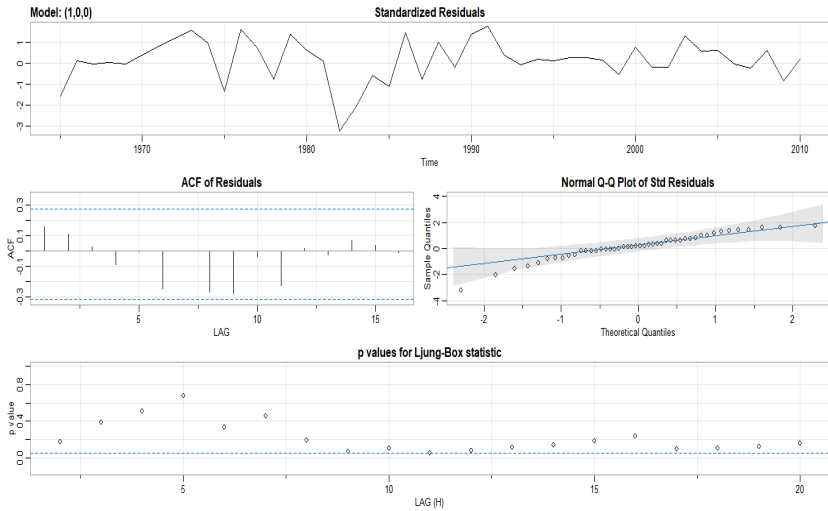 Model: (1,0,0)
Standardized Residuals
1
0
-1
-2
-3
1970
1980
1990
2000
2010
Time
ACF of Residuals
ACF
0.3
0.1
-0.1
-0.3
5
10
15
LAG
Normal Q-Q Plot of Std Residuals
Sample Quantiles
4
2
0
-2
-4
-2
-1
0
1
2
Theoretical Quantiles
p values for Ljung-Box statistic
p value
0.8
0.4
0.0
5
10
15
20
LAG (H)